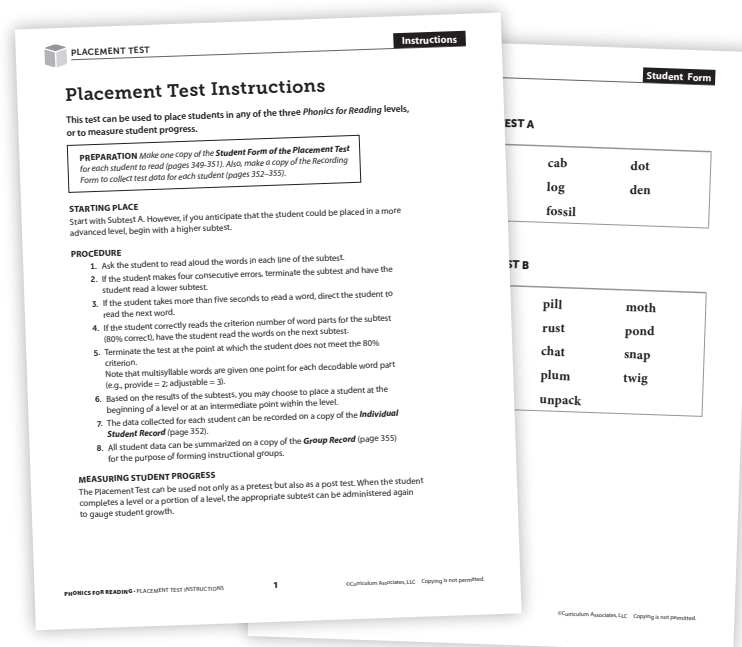 PLACEMENT TEST
Instructions
Placement Test Instructions
This test can be used to place students in any of the three Phonics for Reading levels,
or to measure student progress.
PREPARATION Make one copy of the Student Form of the Placement Test
for each student to read (pages 349-351). Also, make a copy of the Recording
Form to collect test data for each student (pages 352–355).
STARTING PLACE
Start with Subtest A. However, if you anticipate that the student could be placed in a more
advanced level, begin with a higher subtest.
PROCEDURE
1. Ask the student to read aloud the words in each line of the subtest.
2. If the student makes four consecutive errors, terminate the subtest and have the
student read a lower subtest.
3. If the student takes more than five seconds to read a word, direct the student to
read the next word.
4. If the student correctly reads the criterion number of word parts for the subtest
(80% correct), have the student read the words on the next subtest.
5. Terminate the test at the point at which the student does not meet the 80%
criterion.
Note that multisyllable words are given one point for each decodable word part
(e.g., provide = 2; adjustable = 3).
6. Based on the results of the subtests, you may choose to place a student at the
beginning of a level or at an intermediate point within the level.
7. The data collected for each student can be recorded on a copy of the Individual
Student Record (page 352).
8. All student data can be summarized on a copy of the Group Record (page 355)
for the purpose of forming instructional groups.
MEASURING STUDENT PROGRESS
The Placement Test can be used not only as a pretest but also as a post test. When the student
completes a level or a portion of a level, the appropriate subtest can be administered again
to gauge student growth.
PHONICS FOR READING • PLACEMENT TEST INSTRUCTIONS
1
©Curriculum Associates, LLC Copying is not permitted.
Student Form
EST A
cab dot
log den
fossil
ST B
pill moth
rust pond
chat snap
plum twig
unpack
©Curriculum Associates, LLC Copying is not permitted.